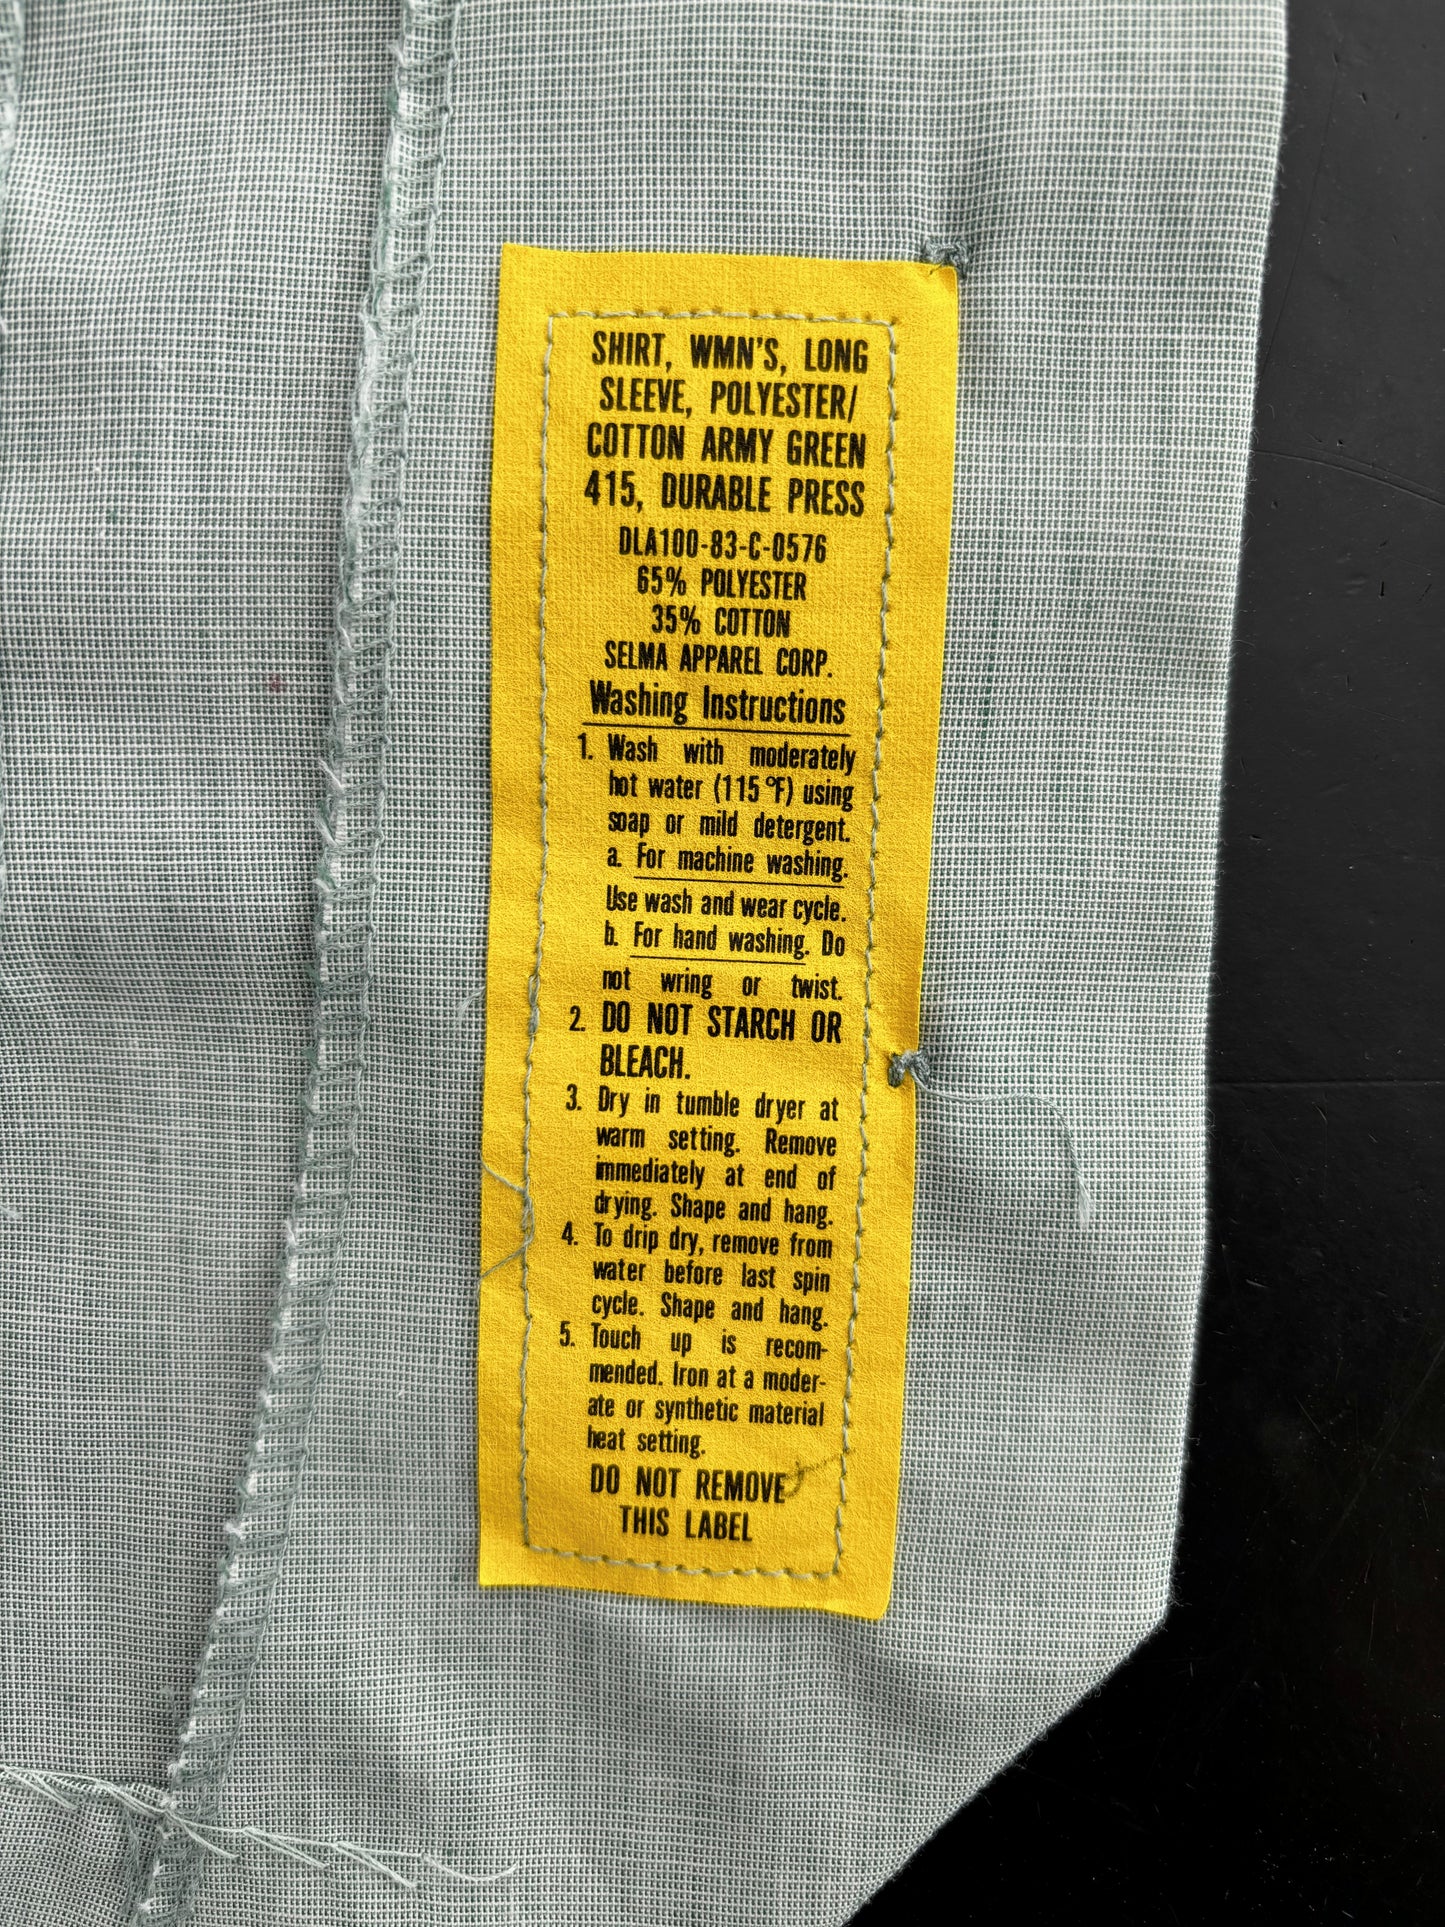 SHIRT, WMN'S, LONG
SLEEVE, POLYESTER/
COTTON ARMY GREEN
415, DURABLE PRESS
DLA100-83-C-0576
65% POLYESTER
35% COTTON
SELMA APPAREL CORP.
Washing Instructions
1. Wash with moderately
hot water (115°F) using
soap or mild detergent.
a. For machine washing.
Use wash and wear cycle.
b. For hand washing. Do
not wring or twist.
2. DO NOT STARCH OR
BLEACH.
3. Dry in tumble dryer at
warm setting. Remove
immediately at end of
drying. Shape and hang.
4. To drip dry, remove from
water before last spin
cycle. Shape and hang.
5. Touch up is recom-
mended. Iron at a moder-
ate or synthetic material
heat setting.
DO NOT REMOVE
THIS LABEL